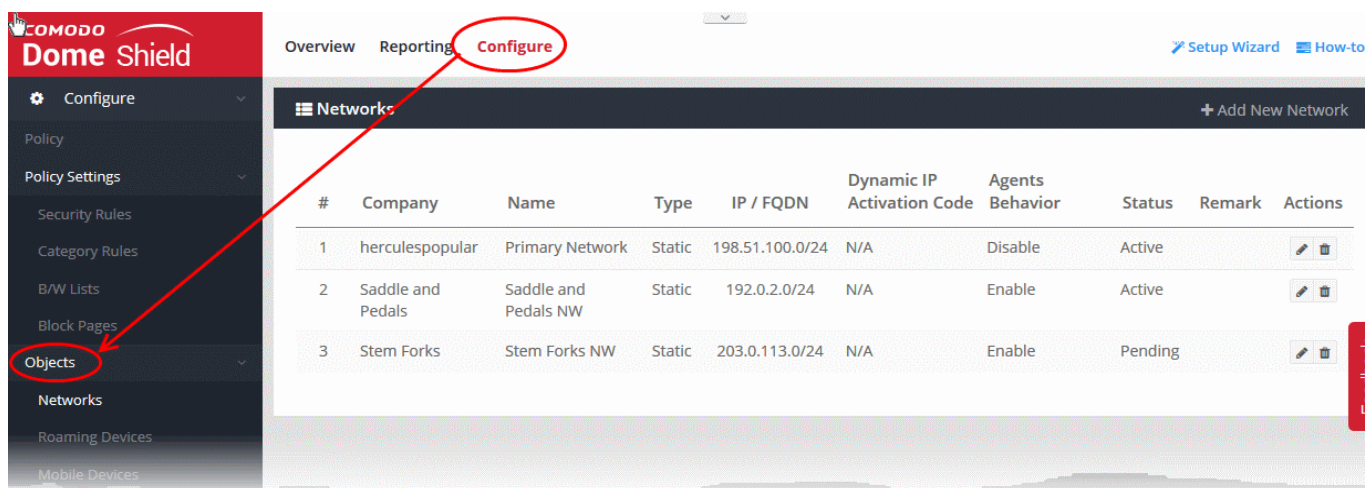 COMODO
Dome Shield
Overview Reporting Configure
Setup Wizard How-to
Configure
Policy
Policy Settings
Security Rules
Category Rules
B/W Lists
Block Pages
Objects
Networks
Roaming Devices
Mobile Devices
Networks
+ Add New Network
# Company Name Type IP / FQDN Dynamic IP Activation Code Agents Behavior Status Remark Actions
1 herculespopular Primary Network Static 198.51.100.0/24 N/A Disable Active
2 Saddle and Pedals Saddle and Pedals NW Static 192.0.2.0/24 N/A Enable Active
3 Stem Forks Stem Forks NW Static 203.0.113.0/24 N/A Enable Pending